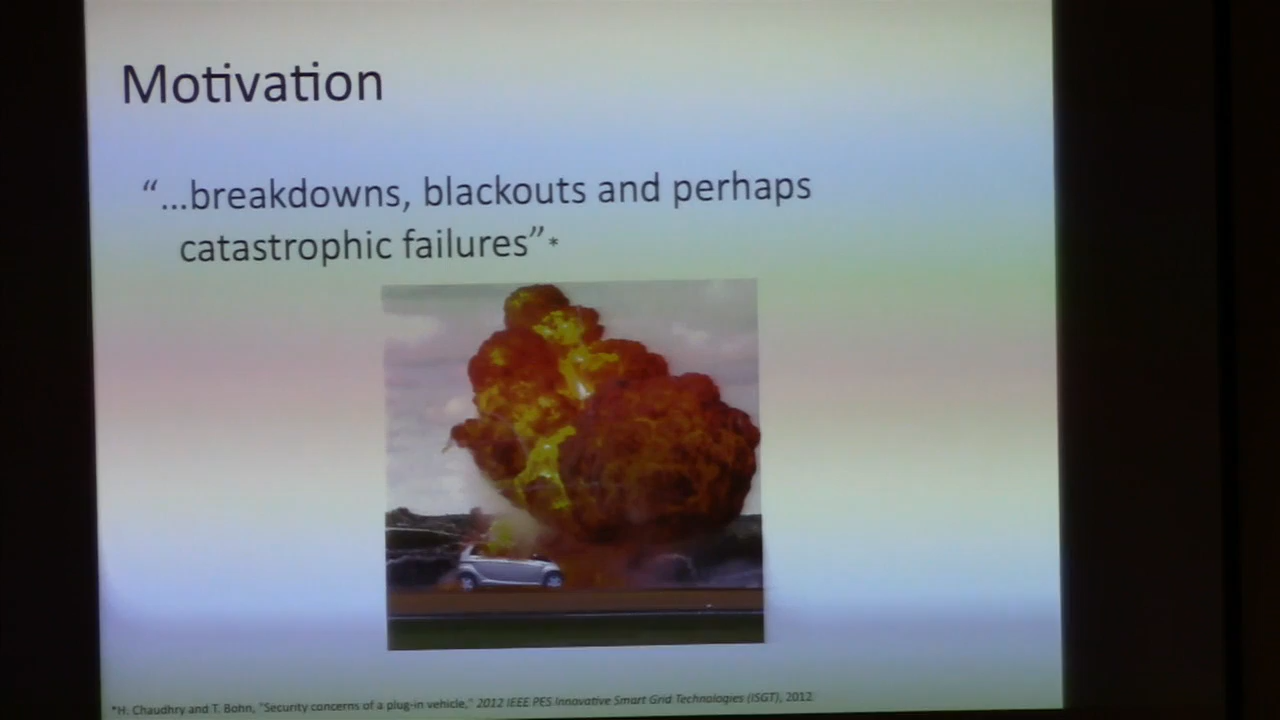 Motivation
“…breakdowns, blackouts and perhaps
catastrophic failures”*
*H. Chaudhry and T. Bohn, "Security concerns of a plug-in vehicle," 2012 IEEE PES Innovative Smart Grid Technologies (ISGT), 2012